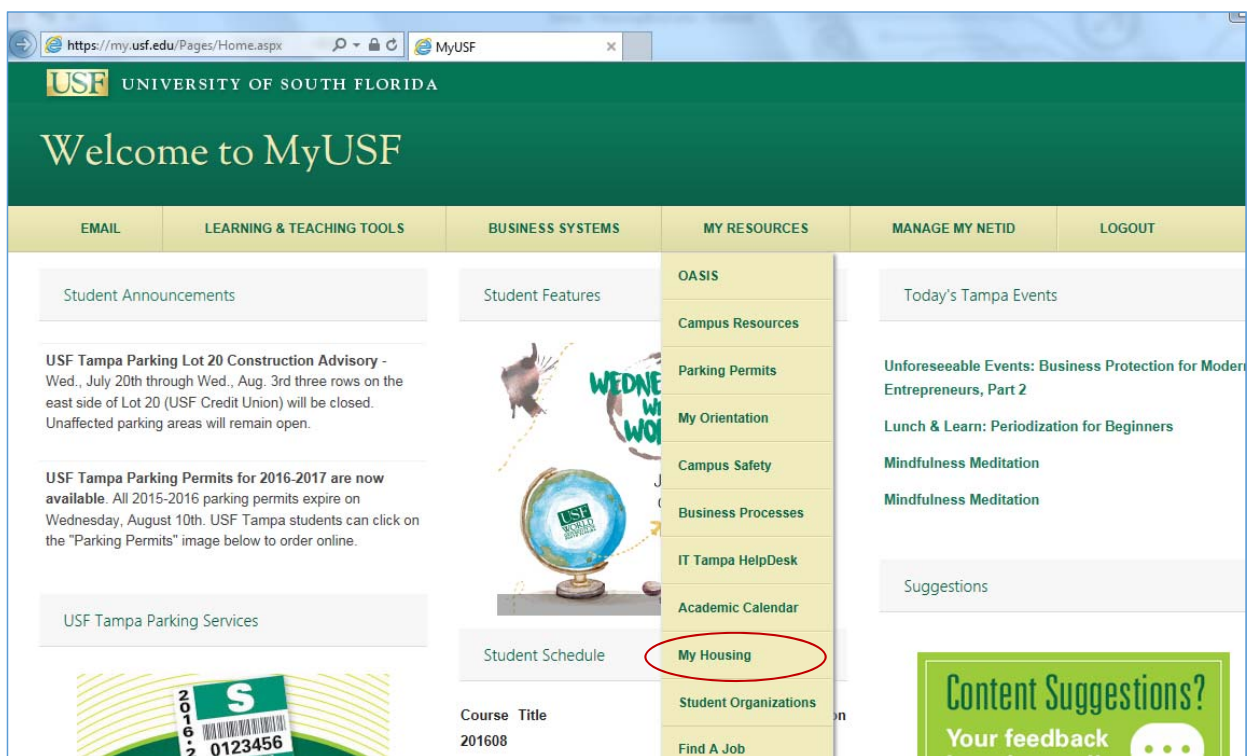 https://my.usf.edu/Pages/Home.aspx
MyUSF
USF UNIVERSITY OF SOUTH FLORIDA
Welcome to MyUSF
EMAIL LEARNING & TEACHING TOOLS BUSINESS SYSTEMS MY RESOURCES MANAGE MY NETID LOGOUT
Student Announcements
USF Tampa Parking Lot 20 Construction Advisory -
Wed., July 20th through Wed., Aug. 3rd three rows on the
east side of Lot 20 (USF Credit Union) will be closed.
Unaffected parking areas will remain open.
USF Tampa Parking Permits for 2016-2017 are now
available. All 2015-2016 parking permits expire on
Wednesday, August 10th. USF Tampa students can click on
the "Parking Permits" image below to order online.
USF Tampa Parking Services
S
2016
0123456
Student Features
USF
WORLD
Student Schedule
Course Title
201608
OASIS
Campus Resources
Parking Permits
My Orientation
Campus Safety
Business Processes
IT Tampa HelpDesk
Academic Calendar
My Housing
Student Organizations
Find A Job
Today's Tampa Events
Unforeseeable Events: Business Protection for Modern
Entrepreneurs, Part 2
Lunch & Learn: Periodization for Beginners
Mindfulness Meditation
Mindfulness Meditation
Suggestions
Content Suggestions?
Your feedback